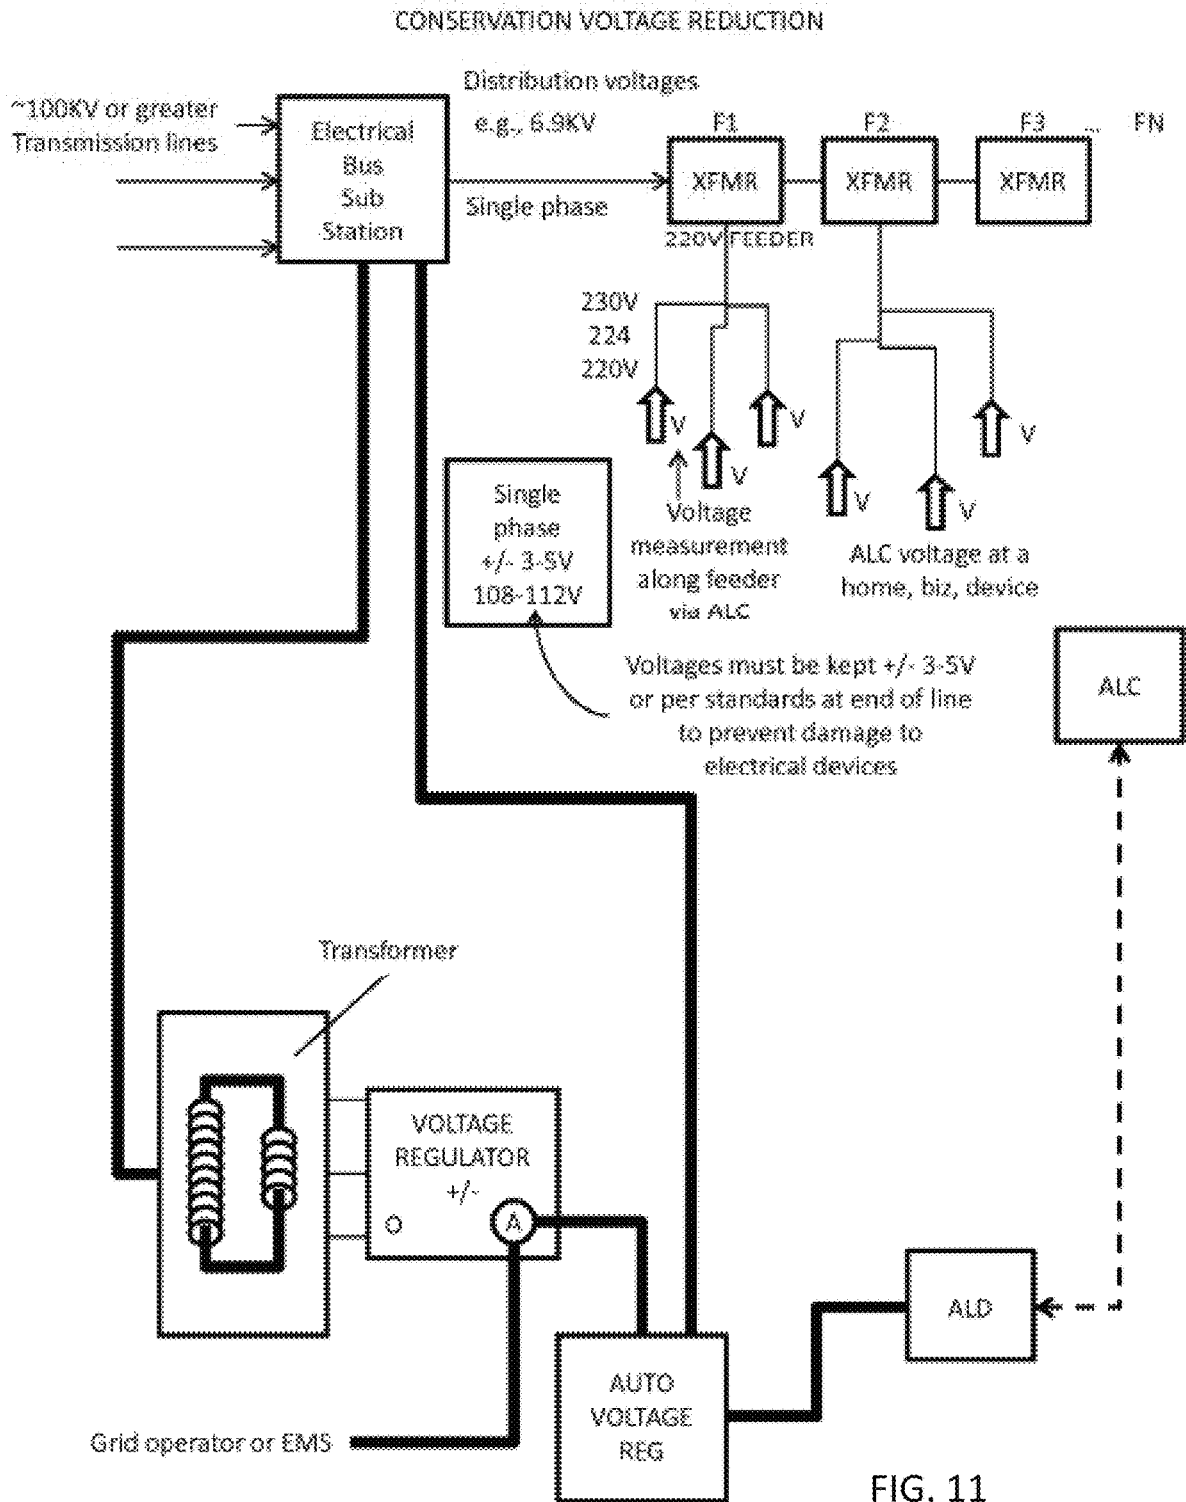 CONSERVATION VOLTAGE REDUCTION
~100KV or greater
Transmission lines
Electrical
Bus
Sub
Station
Distribution voltages
e.g., 6.9KV
Single phase
F1
F2
F3
...
FN
XFMR
XFMR
XFMR
220V FEEDER
230V
224
220V
V
V
V
V
V
V
Single
phase
+/- 3-5V
108-112V
Voltage
measurement
along feeder
via ALC
ALC voltage at a
home, biz, device
Voltages must be kept +/- 3-5V
or per standards at end of line
to prevent damage to
electrical devices
ALC
Transformer
VOLTAGE
REGULATOR
+/-
O
A
ALD
AUTO
VOLTAGE
REG
Grid operator or EMS
FIG. 11